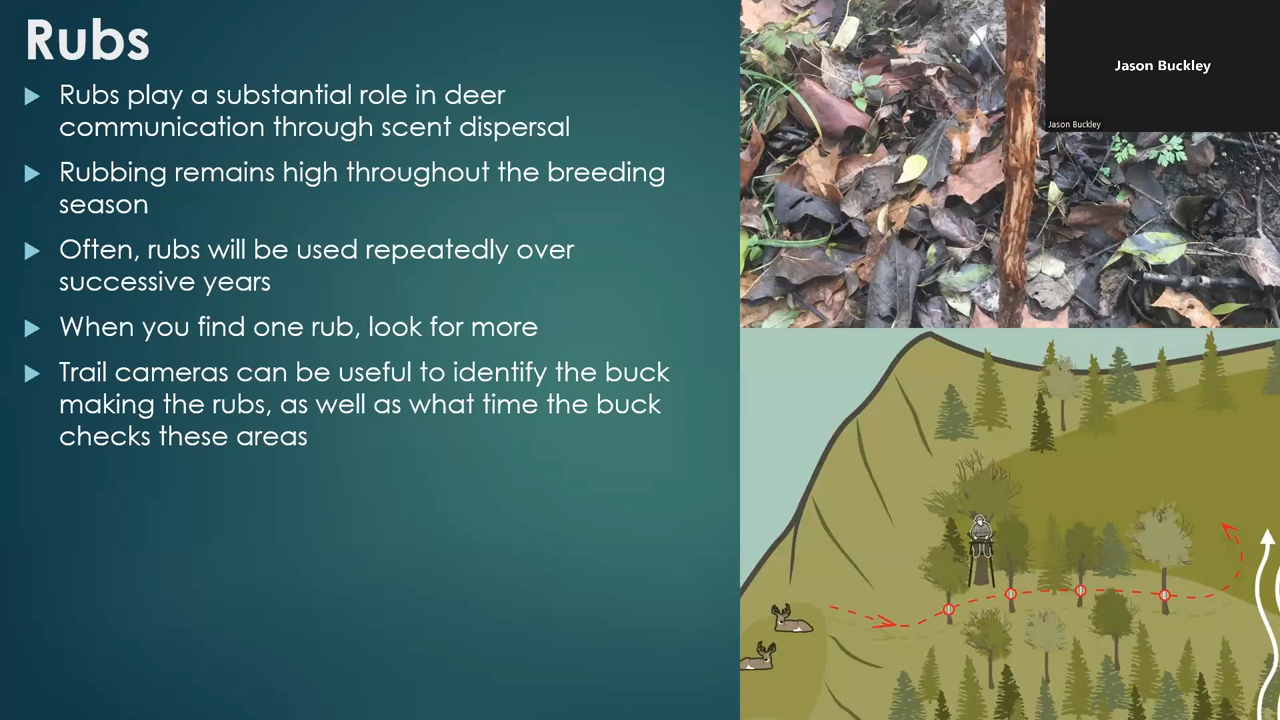 Rubs
Rubs play a substantial role in deer
communication through scent dispersal
Rubbing remains high throughout the breeding
season
Often, rubs will be used repeatedly over
successive years
When you find one rub, look for more
Trail cameras can be useful to identify the buck
making the rubs, as well as what time the buck
checks these areas
Jason Buckley
Jason Buckley